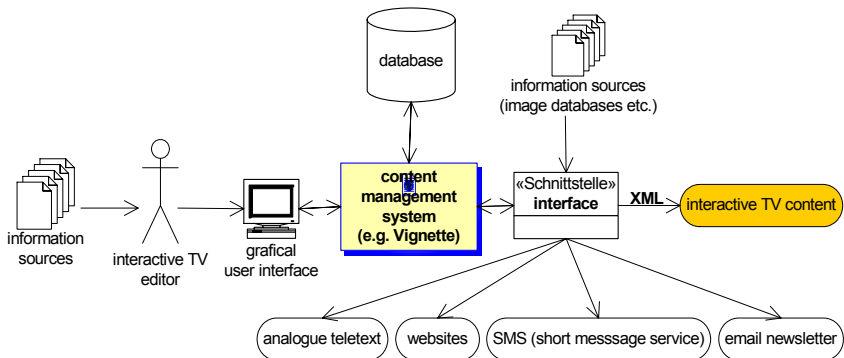 database
information sources
(image databases etc.)
information
sources
interactive TV
editor
grafical
user interface
content
management
system
(e.g. Vignette)
«Schnittstelle»
interface
XML
interactive TV content
analogue teletext
websites
SMS (short messsage service)
email newsletter